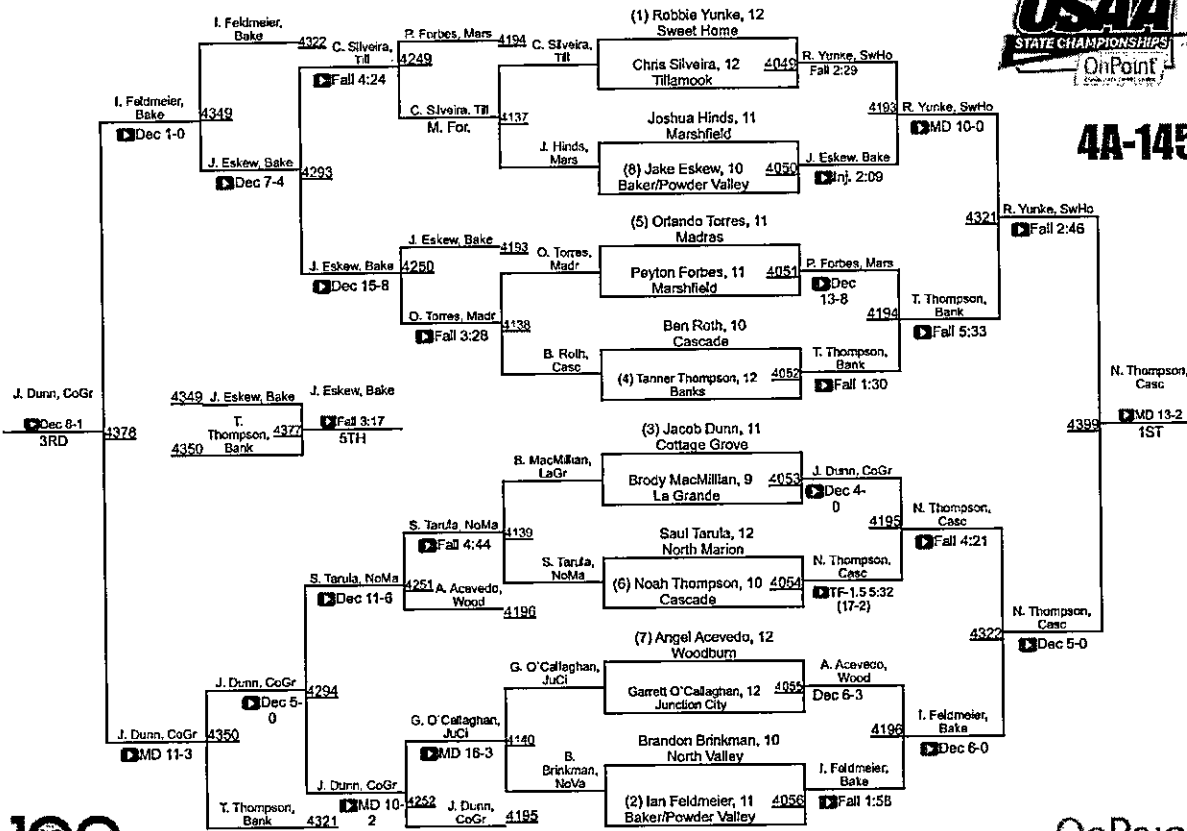 USAA
STATE CHAMPIONSHIPS
OnPoint
4A-145
I. Feldmeier,
Bake
4322
C. Silveira,
Till
Fall 4:24
P. Forbes, Mars
4194
4249
C. Silveira,
Till
(1) Robbie Yunke, 12
Sweet Home
Chris Silveira, 12
Tillamook
4049
R. Yunke, SwHo
Fall 2:29
I. Feldmeier,
Bake
Dec 1-0
4349
C. Silveira, Till
M. For.
4137
4193
R. Yunke, SwHo
MD 10-0
J. Eskew, Bake
Dec 7-4
4293
J. Hinds,
Mars
Joshua Hinds, 11
Marshfield
(8) Jake Eskew, 10
Baker/Powder Valley
4050
J. Eskew, Bake
Inj. 2:09
4321
R. Yunke, SwHo
Fall 2:46
J. Eskew, Bake
Dec 15-8
J. Eskew, Bake
4193
4250
O. Torres,
Madr
(5) Orlando Torres, 11
Madras
Peyton Forbes, 11
Marshfield
4051
P. Forbes, Mars
Dec
13-8
O. Torres, Madr
Fall 3:28
4138
4194
T. Thompson,
Bank
Fall 5:33
B. Roth,
Casc
Ben Roth, 10
Cascade
(4) Tanner Thompson, 12
Banks
4052
T. Thompson,
Bank
Fall 1:30
J. Dunn, CoGr
Dec 8-1
3RD
4378
4349
J. Eskew, Bake
T.
Thompson,
Bank
4350
4377
J. Eskew, Bake
Fall 3:17
5TH
4399
N. Thompson,
Casc
MD 13-2
1ST
B. MacMillian,
LaGr
(3) Jacob Dunn, 11
Cottage Grove
Brody MacMillian, 9
La Grande
4053
J. Dunn, CoGr
Dec 4-
0
S. Tarula, NoMa
Fall 4:44
4139
4195
N. Thompson,
Casc
Fall 4:21
S. Tarula, NoMa
Dec 11-6
4251
A. Acevedo,
Wood
4196
S. Tarula,
NoMa
Saul Tarula, 12
North Marion
(6) Noah Thompson, 10
Cascade
4054
N. Thompson,
Casc
TF-1.5 5:32
(17-2)
4322
N. Thompson,
Casc
Dec 5-0
J. Dunn, CoGr
Dec 5-
0
4294
G. O'Callaghan,
JuCi
(7) Angel Acevedo, 12
Woodburn
Garrett O'Callaghan, 12
Junction City
4055
A. Acevedo,
Wood
Dec 6-3
J. Dunn, CoGr
MD 11-3
4350
G. O'Callaghan,
JuCi
MD 16-3
4140
4196
I. Feldmeier,
Bake
Dec 6-0
J. Dunn, CoGr
MD 10-
2
4252
J. Dunn,
CoGr
4195
B.
Brinkman,
NoVa
Brandon Brinkman, 10
North Valley
(2) Ian Feldmeier, 11
Baker/Powder Valley
4056
I. Feldmeier,
Bake
Fall 1:58
T. Thompson,
Bank
4321